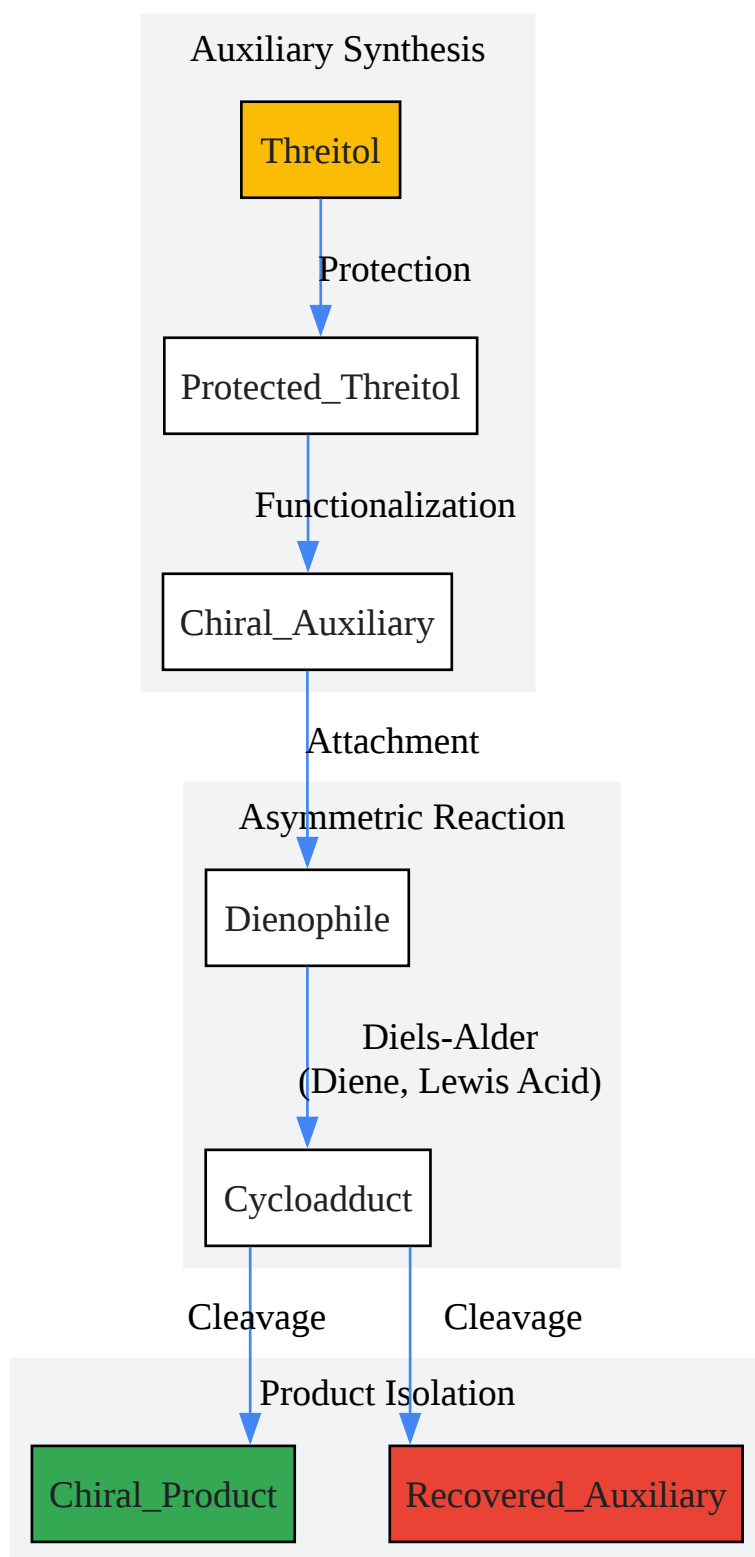 Auxiliary Synthesis
Threitol
Protection
Protected_Threitol
Functionalization
Chiral_Auxiliary
Attachment
Asymmetric Reaction
Dienophile
Diels-Alder
(Diene, Lewis Acid)
Cycloadduct
Cleavage
Cleavage
Product Isolation
Chiral_Product
Recovered_Auxiliary